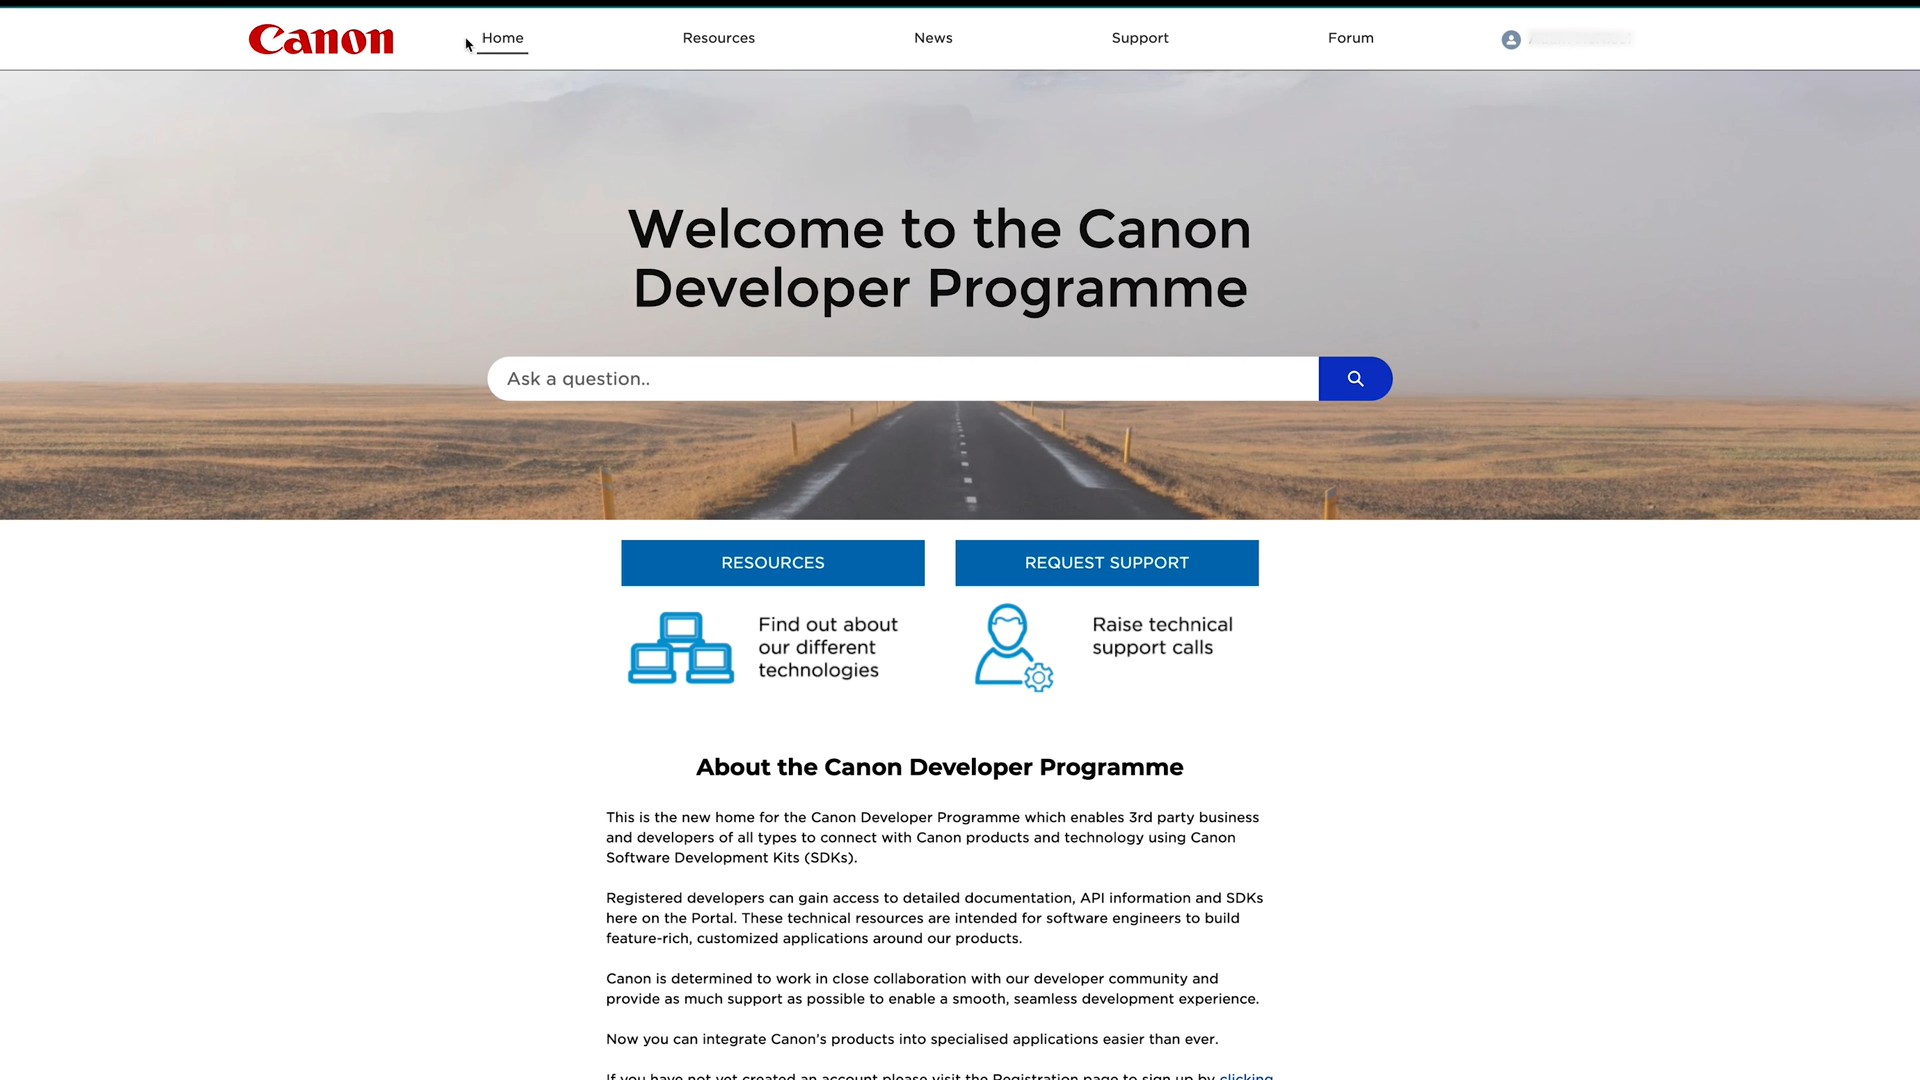 Canon
Home
Resources
News
Support
Forum
Welcome to the Canon
Developer Programme
Ask a question..
RESOURCES
REQUEST SUPPORT
Find out about
our different
technologies
Raise technical
support calls
About the Canon Developer Programme
This is the new home for the Canon Developer Programme which enables 3rd party business
and developers of all types to connect with Canon products and technology using Canon
Software Development Kits (SDKs).
Registered developers can gain access to detailed documentation, API information and SDKs
here on the Portal. These technical resources are intended for software engineers to build
feature-rich, customized applications around our products.
Canon is determined to work in close collaboration with our developer community and
provide as much support as possible to enable a smooth, seamless development experience.
Now you can integrate Canon's products into specialised applications easier than ever.
If you have not yet created an account please visit the Registration page to sign up by clicking